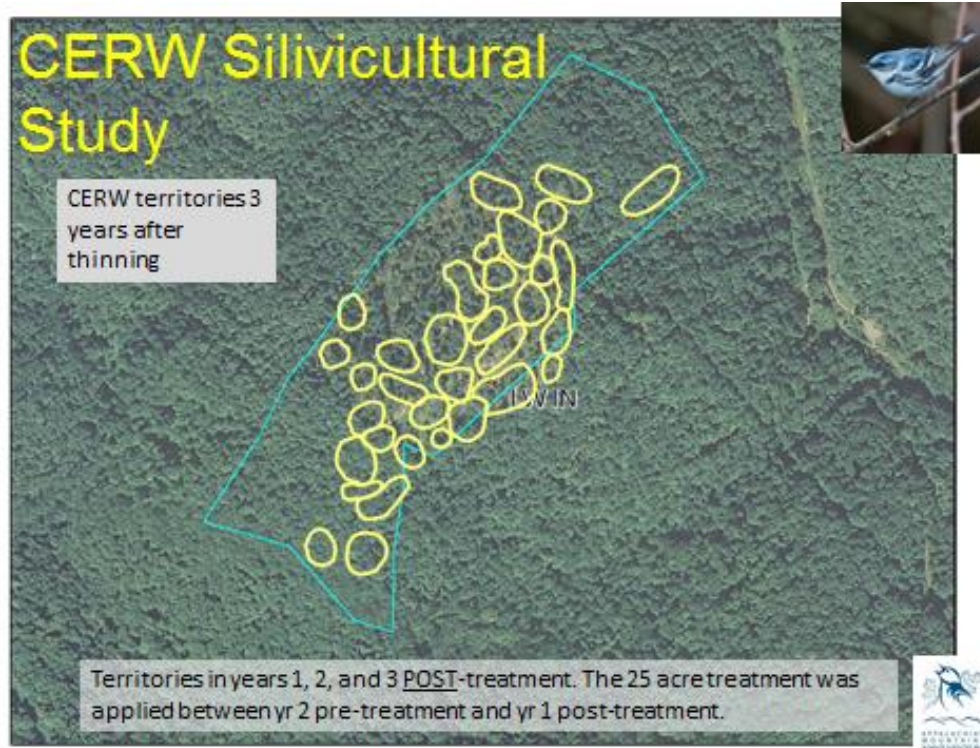 CERW Silivicultural
Study
CERW territories 3
years after
thinning
Territories in years 1, 2, and 3 POST-treatment. The 25 acre treatment was
applied between yr 2 pre-treatment and yr 1 post-treatment.